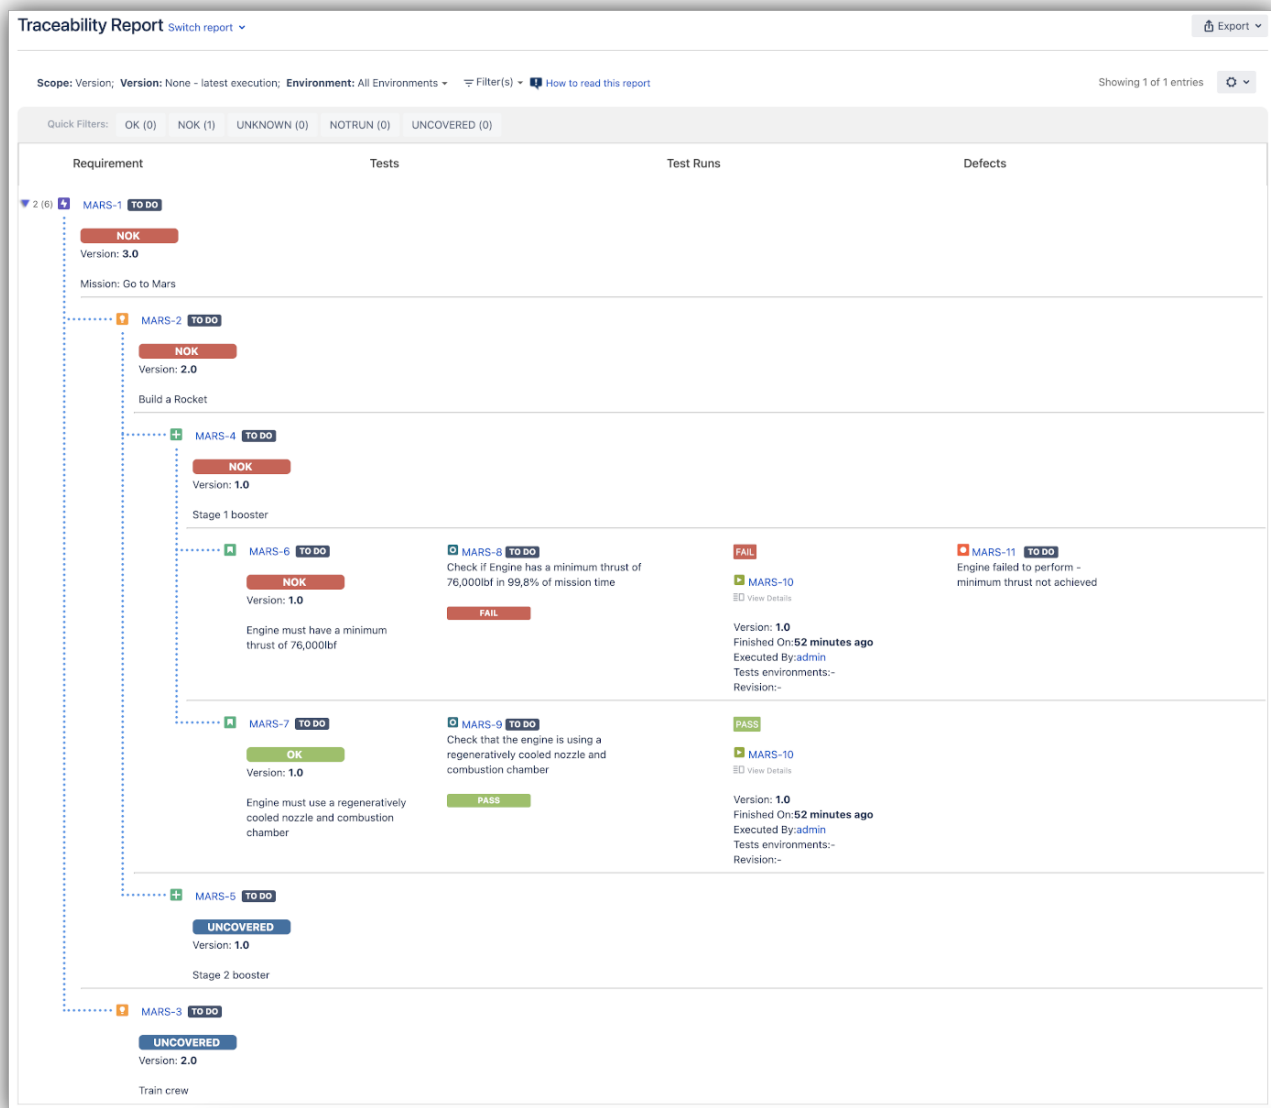 Traceability Report Switch report
Export
Scope: Version; Version: None - latest execution; Environment: All Environments Filter(s) How to read this report
Showing 1 of 1 entries
Quick Filters: OK (0) NOK (1) UNKNOWN (0) NOTRUN (0) UNCOVERED (0)
Requirement Tests Test Runs Defects
2 (6) MARS-1 TO DO
NOK
Version: 3.0
Mission: Go to Mars
MARS-2 TO DO
NOK
Version: 2.0
Build a Rocket
MARS-4 TO DO
NOK
Version: 1.0
Stage 1 booster
MARS-6 TO DO
NOK
Version: 1.0
Engine must have a minimum
thrust of 76,000lbf
MARS-8 TO DO
Check if Engine has a minimum thrust of
76,000lbf in 99,8% of mission time
FAIL
FAIL
MARS-10
View Details
Version: 1.0
Finished On:52 minutes ago
Executed By:admin
Tests environments:-
Revision:-
MARS-11 TO DO
Engine failed to perform -
minimum thrust not achieved
MARS-7 TO DO
OK
Version: 1.0
Engine must use a regeneratively
cooled nozzle and combustion
chamber
MARS-9 TO DO
Check that the engine is using a
regeneratively cooled nozzle and
combustion chamber
PASS
PASS
MARS-10
View Details
Version: 1.0
Finished On:52 minutes ago
Executed By:admin
Tests environments:-
Revision:-
MARS-5 TO DO
UNCOVERED
Version: 1.0
Stage 2 booster
MARS-3 TO DO
UNCOVERED
Version: 2.0
Train crew